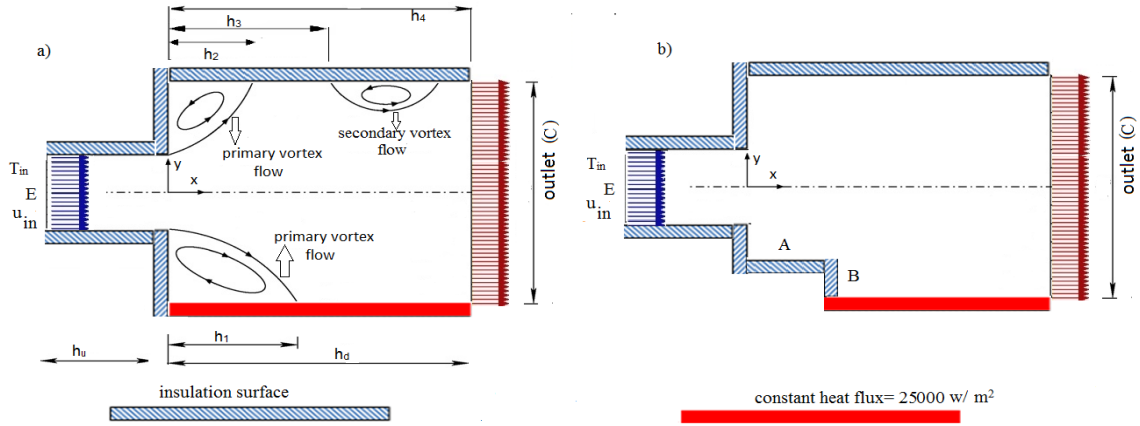 a)
h4
h3
h2
primary vortex
flow
secondary vortex
flow
Tin
E
uin
y
x
primary vortex
flow
outlet (C)
h1
hu
hd
insulation surface
b)
Tin
E
uin
y
x
A
B
outlet (C)
constant heat flux= 25000 w/ m²